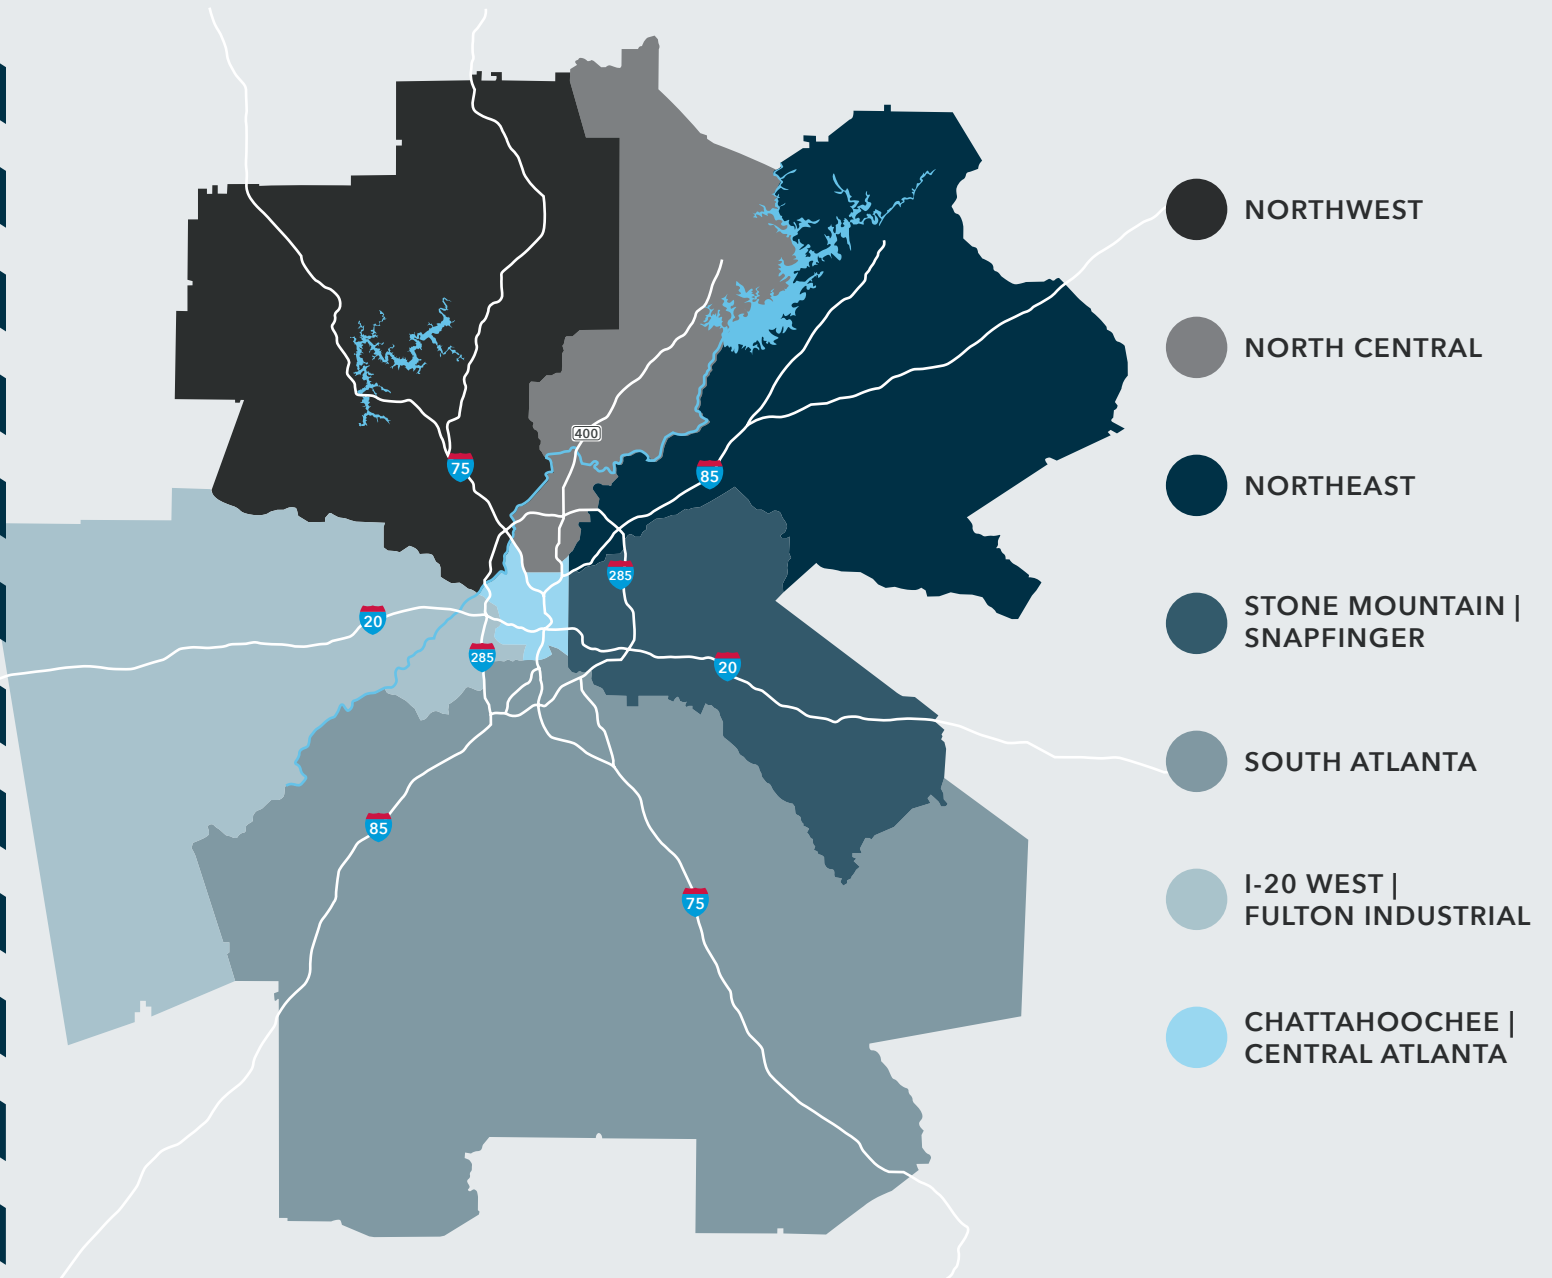 400
75
85
285
20
285
20
85
75
NORTHWEST
NORTH CENTRAL
NORTHEAST
STONE MOUNTAIN |
SNAPFINGER
SOUTH ATLANTA
I-20 WEST |
FULTON INDUSTRIAL
CHATTAHOOCHEE |
CENTRAL ATLANTA